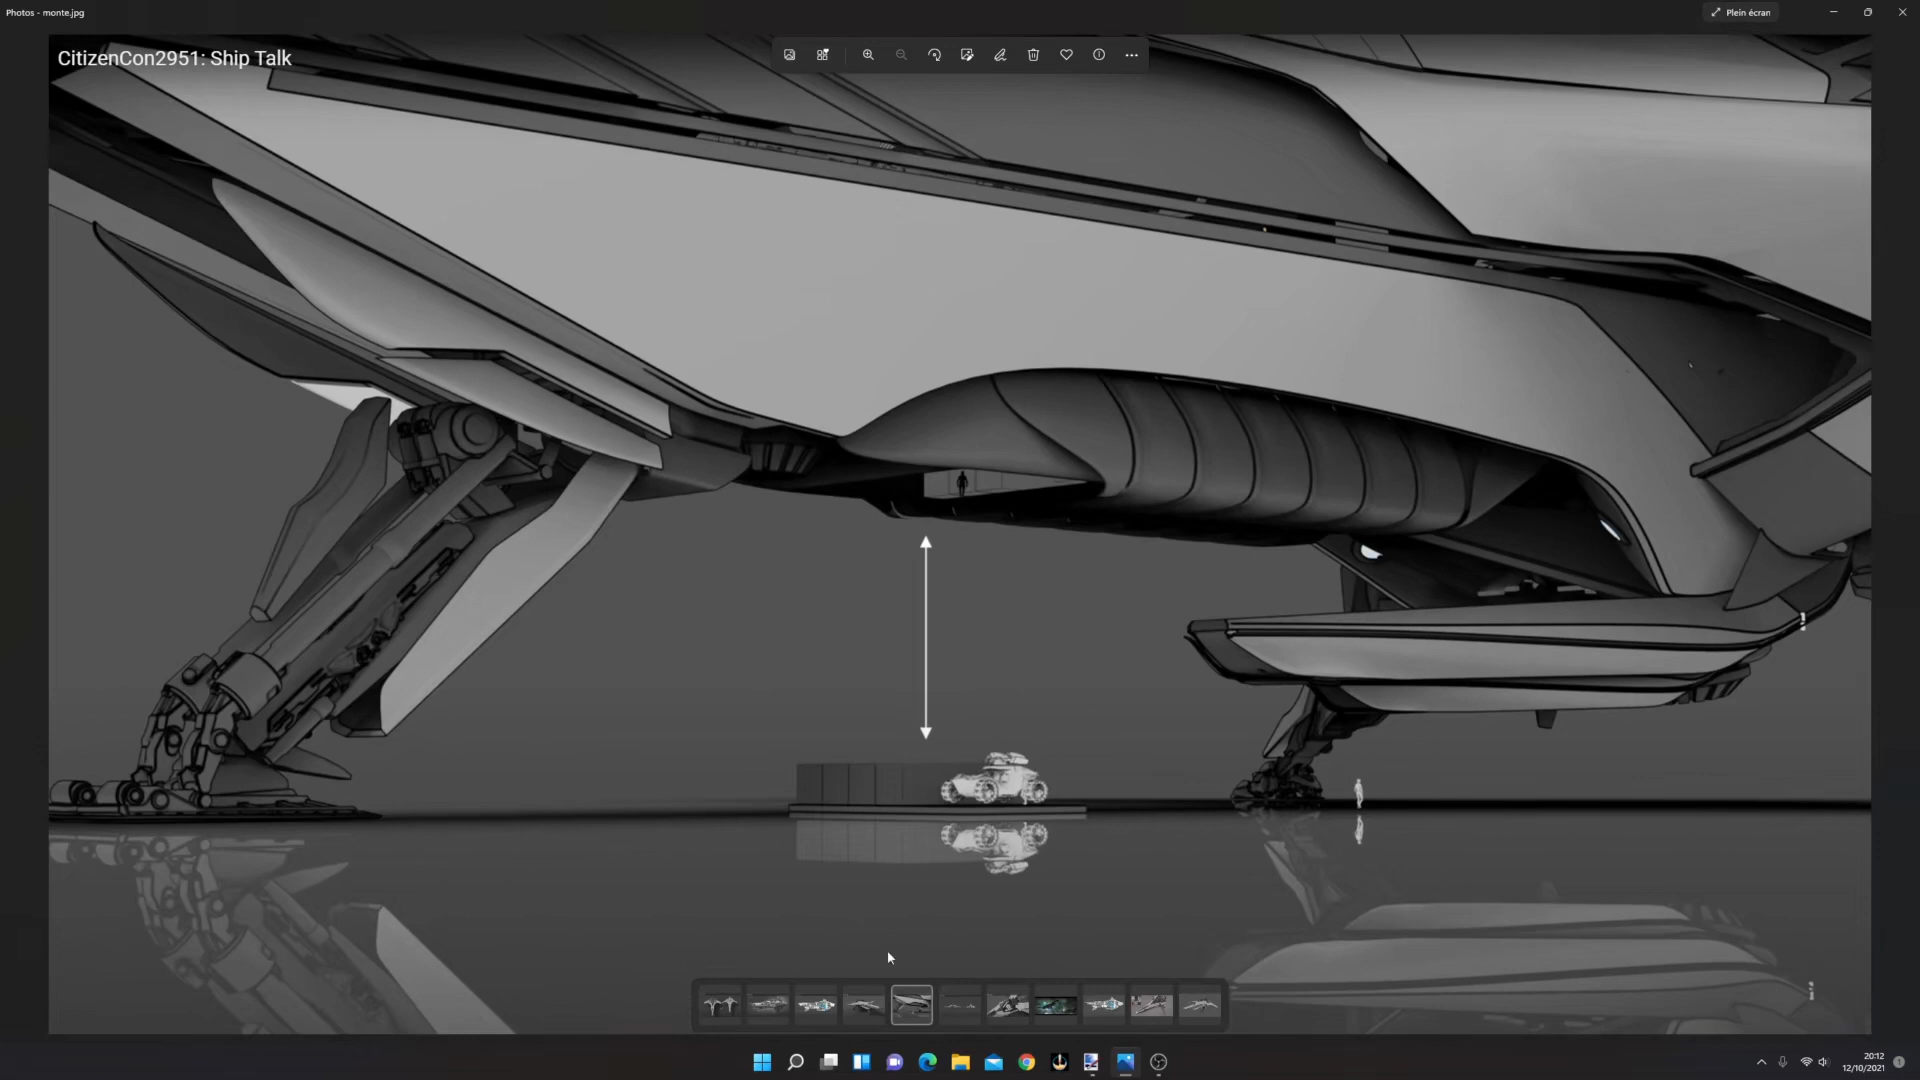 Photos - monte.jpg
Plein écran
CitizenCon2951: Ship Talk
20:12
12/10/2021